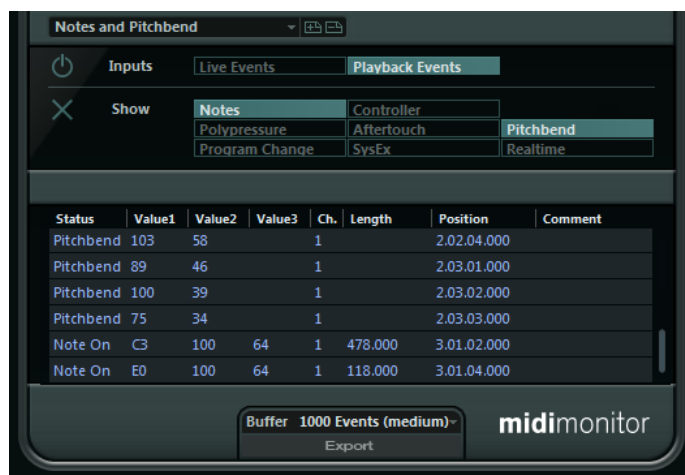 Notes and Pitchbend
Inputs Live Events Playback Events
Show Notes Controller
Polypressure Aftertouch Pitchbend
Program Change SysEx Realtime
Status Value1 Value2 Value3 Ch. Length Position Comment
Pitchbend 103 58 1 2.02.04.000
Pitchbend 89 46 1 2.03.01.000
Pitchbend 100 39 1 2.03.02.000
Pitchbend 75 34 1 2.03.03.000
Note On C3 100 64 1 478.000 3.01.02.000
Note On E0 100 64 1 118.000 3.01.04.000
Buffer 1000 Events (medium)
Export
midimonitor